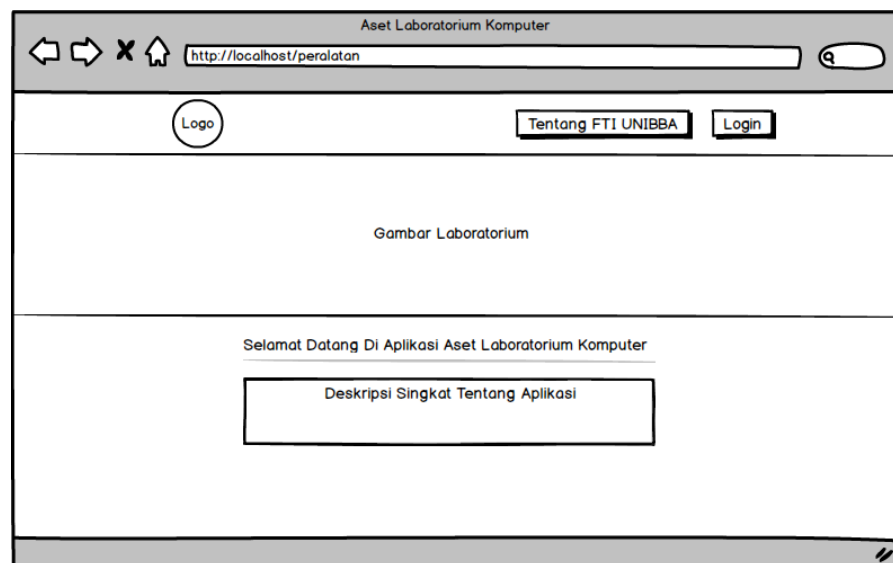 Aset Laboratorium Komputer
http://localhost/peralatan
Logo
Tentang FTI UNIBBA
Login
Gambar Laboratorium
Selamat Datang Di Aplikasi Aset Laboratorium Komputer
Deskripsi Singkat Tentang Aplikasi